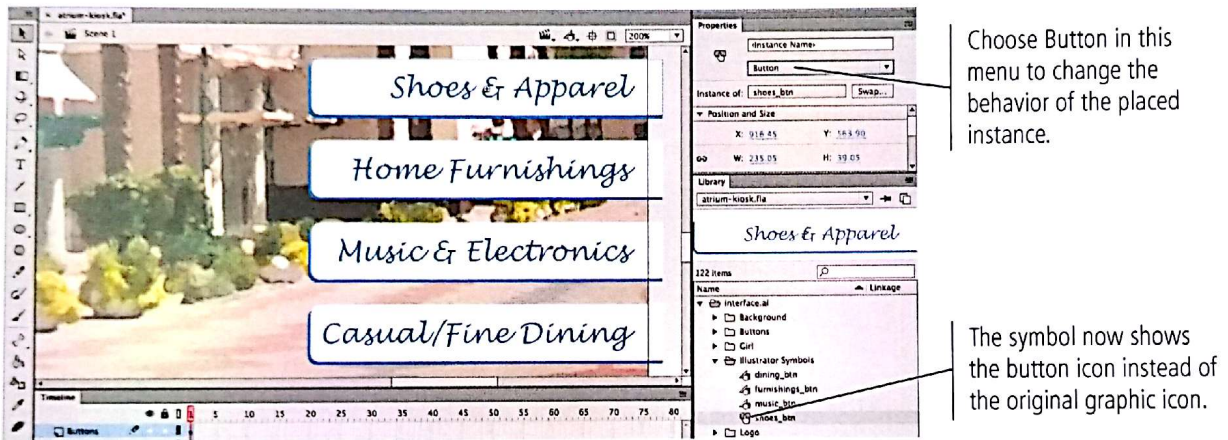 atrium-kiosk.fla*
Scene 1
200%
Shoes & Apparel
Home Furnishings
Music & Electronics
Casual/Fine Dining
Timeline
1 5 10 15 20 25 30 35 40 45 50 55 60 65 70 75 80
Buttons
Properties
<Instance Name>
Button
Instance of: shoes_btn Swap...
Position and Size
X: 916.45 Y: 563.90
W: 235.05 H: 39.05
Library
atrium-kiosk.fla
Shoes & Apparel
122 items
Name Linkage
interface.ai
Background
Buttons
Girl
Illustrator Symbols
dining_btn
furnishings_btn
music_btn
shoes_btn
Logo
Choose Button in this
menu to change the
behavior of the placed
instance.
The symbol now shows
the button icon instead of
the original graphic icon.